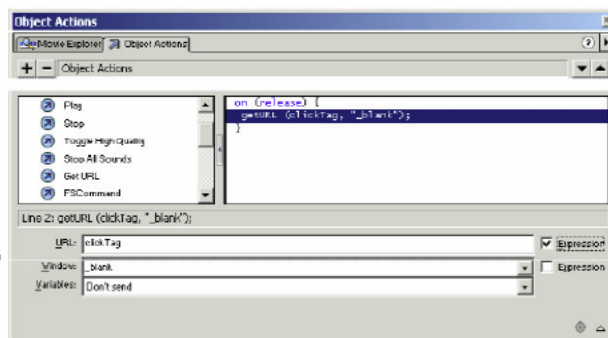 Object Actions
Movie Explorer Object Actions
Object Actions
Play
Stop
Toggle High Quality
Stop All Sounds
Get URL
FSCommand
on (release) {
getURL (clickTag, "_blank");
}
Line 2: getURL (clickTag, "_blank");
URL: clickTag Expression
Window: _blank Expression
Variables: Don't send